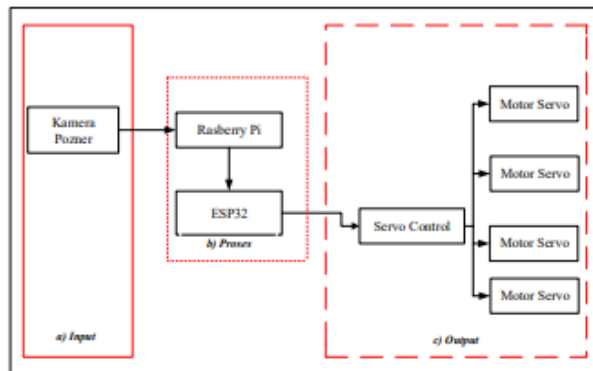 Kamera
Pozner
Rasberry Pi
ESP32
b) Proses
a) Input
Servo Control
Motor Servo
Motor Servo
Motor Servo
Motor Servo
c) Output